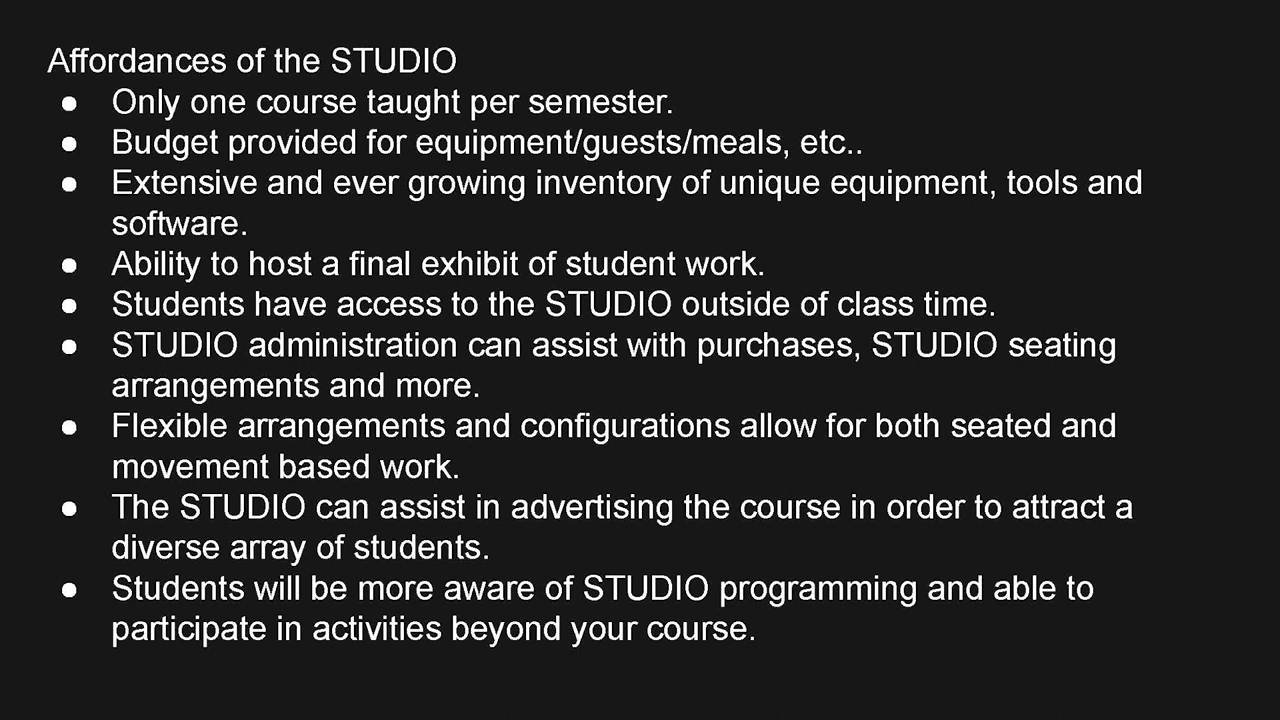 Affordances of the STUDIO
● Only one course taught per semester.
● Budget provided for equipment/guests/meals, etc..
● Extensive and ever growing inventory of unique equipment, tools and
software.
● Ability to host a final exhibit of student work.
● Students have access to the STUDIO outside of class time.
● STUDIO administration can assist with purchases, STUDIO seating
arrangements and more.
● Flexible arrangements and configurations allow for both seated and
movement based work.
● The STUDIO can assist in advertising the course in order to attract a
diverse array of students.
● Students will be more aware of STUDIO programming and able to
participate in activities beyond your course.